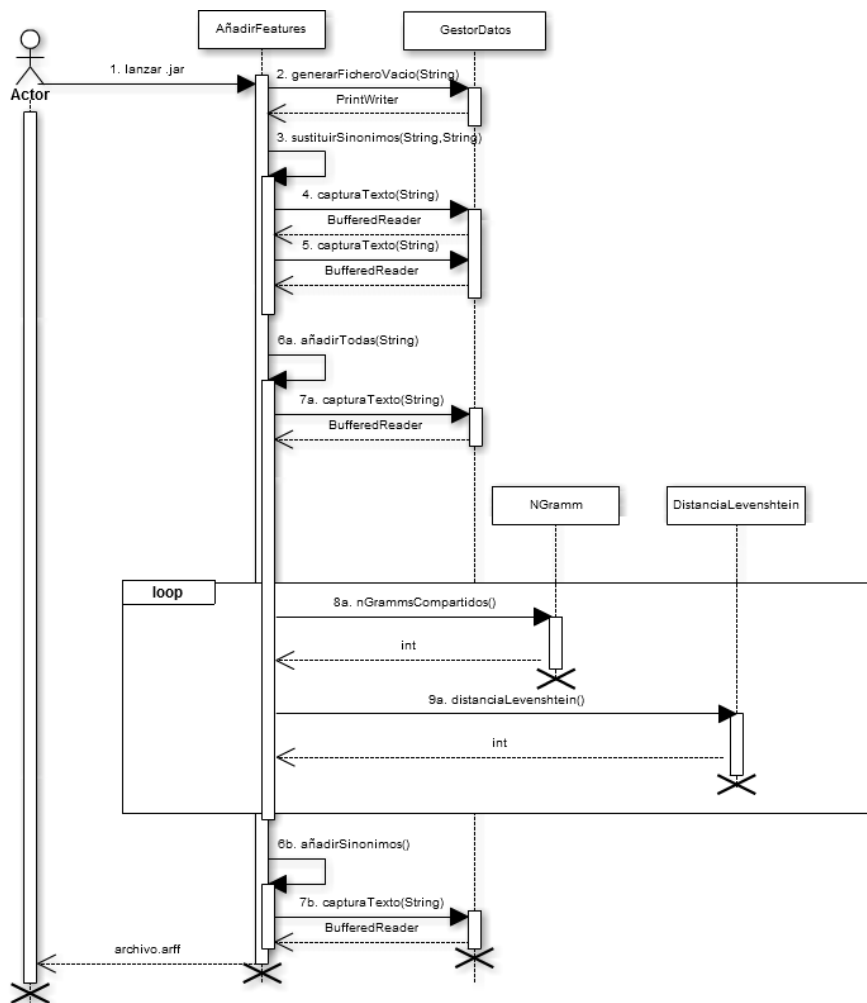 AñadirFeatures
GestorDatos
Actor
1. lanzar .jar
2. generarFicheroVacio(String)
PrintWriter
3. sustituirSinonimos(String,String)
4. capturaTexto(String)
BufferedReader
5. capturaTexto(String)
BufferedReader
6a. añadirTodas(String)
7a. capturaTexto(String)
BufferedReader
NGramm
DistanciaLevenshtein
loop
8a. nGrammsCompartidos()
int
9a. distanciaLevenshtein()
int
6b. añadirSinonimos()
7b. capturaTexto(String)
BufferedReader
archivo.arff